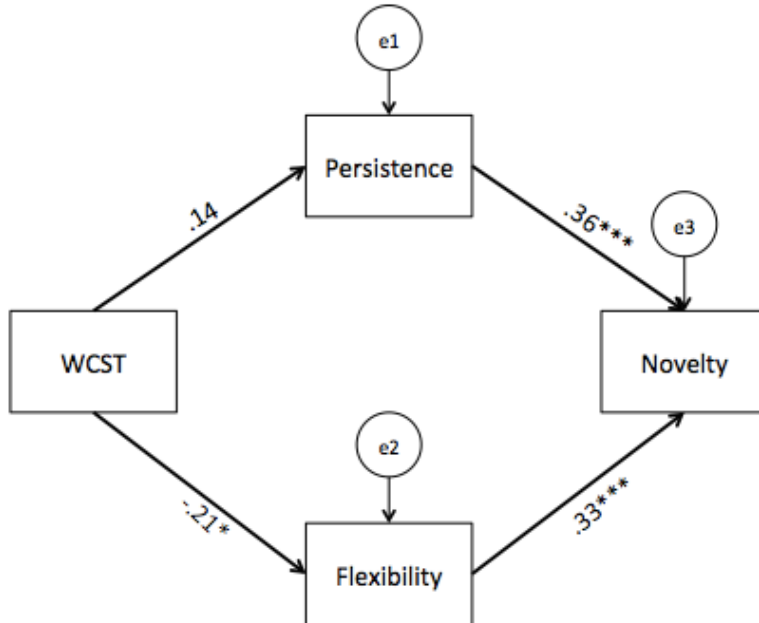 e1
Persistence
.14
.36***
e3
WCST
Novelty
e2
-.21*
.33***
Flexibility